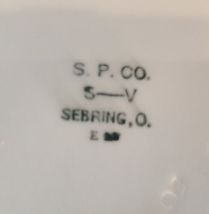 S. P. CO.
S—V
SEBRING, O.
E